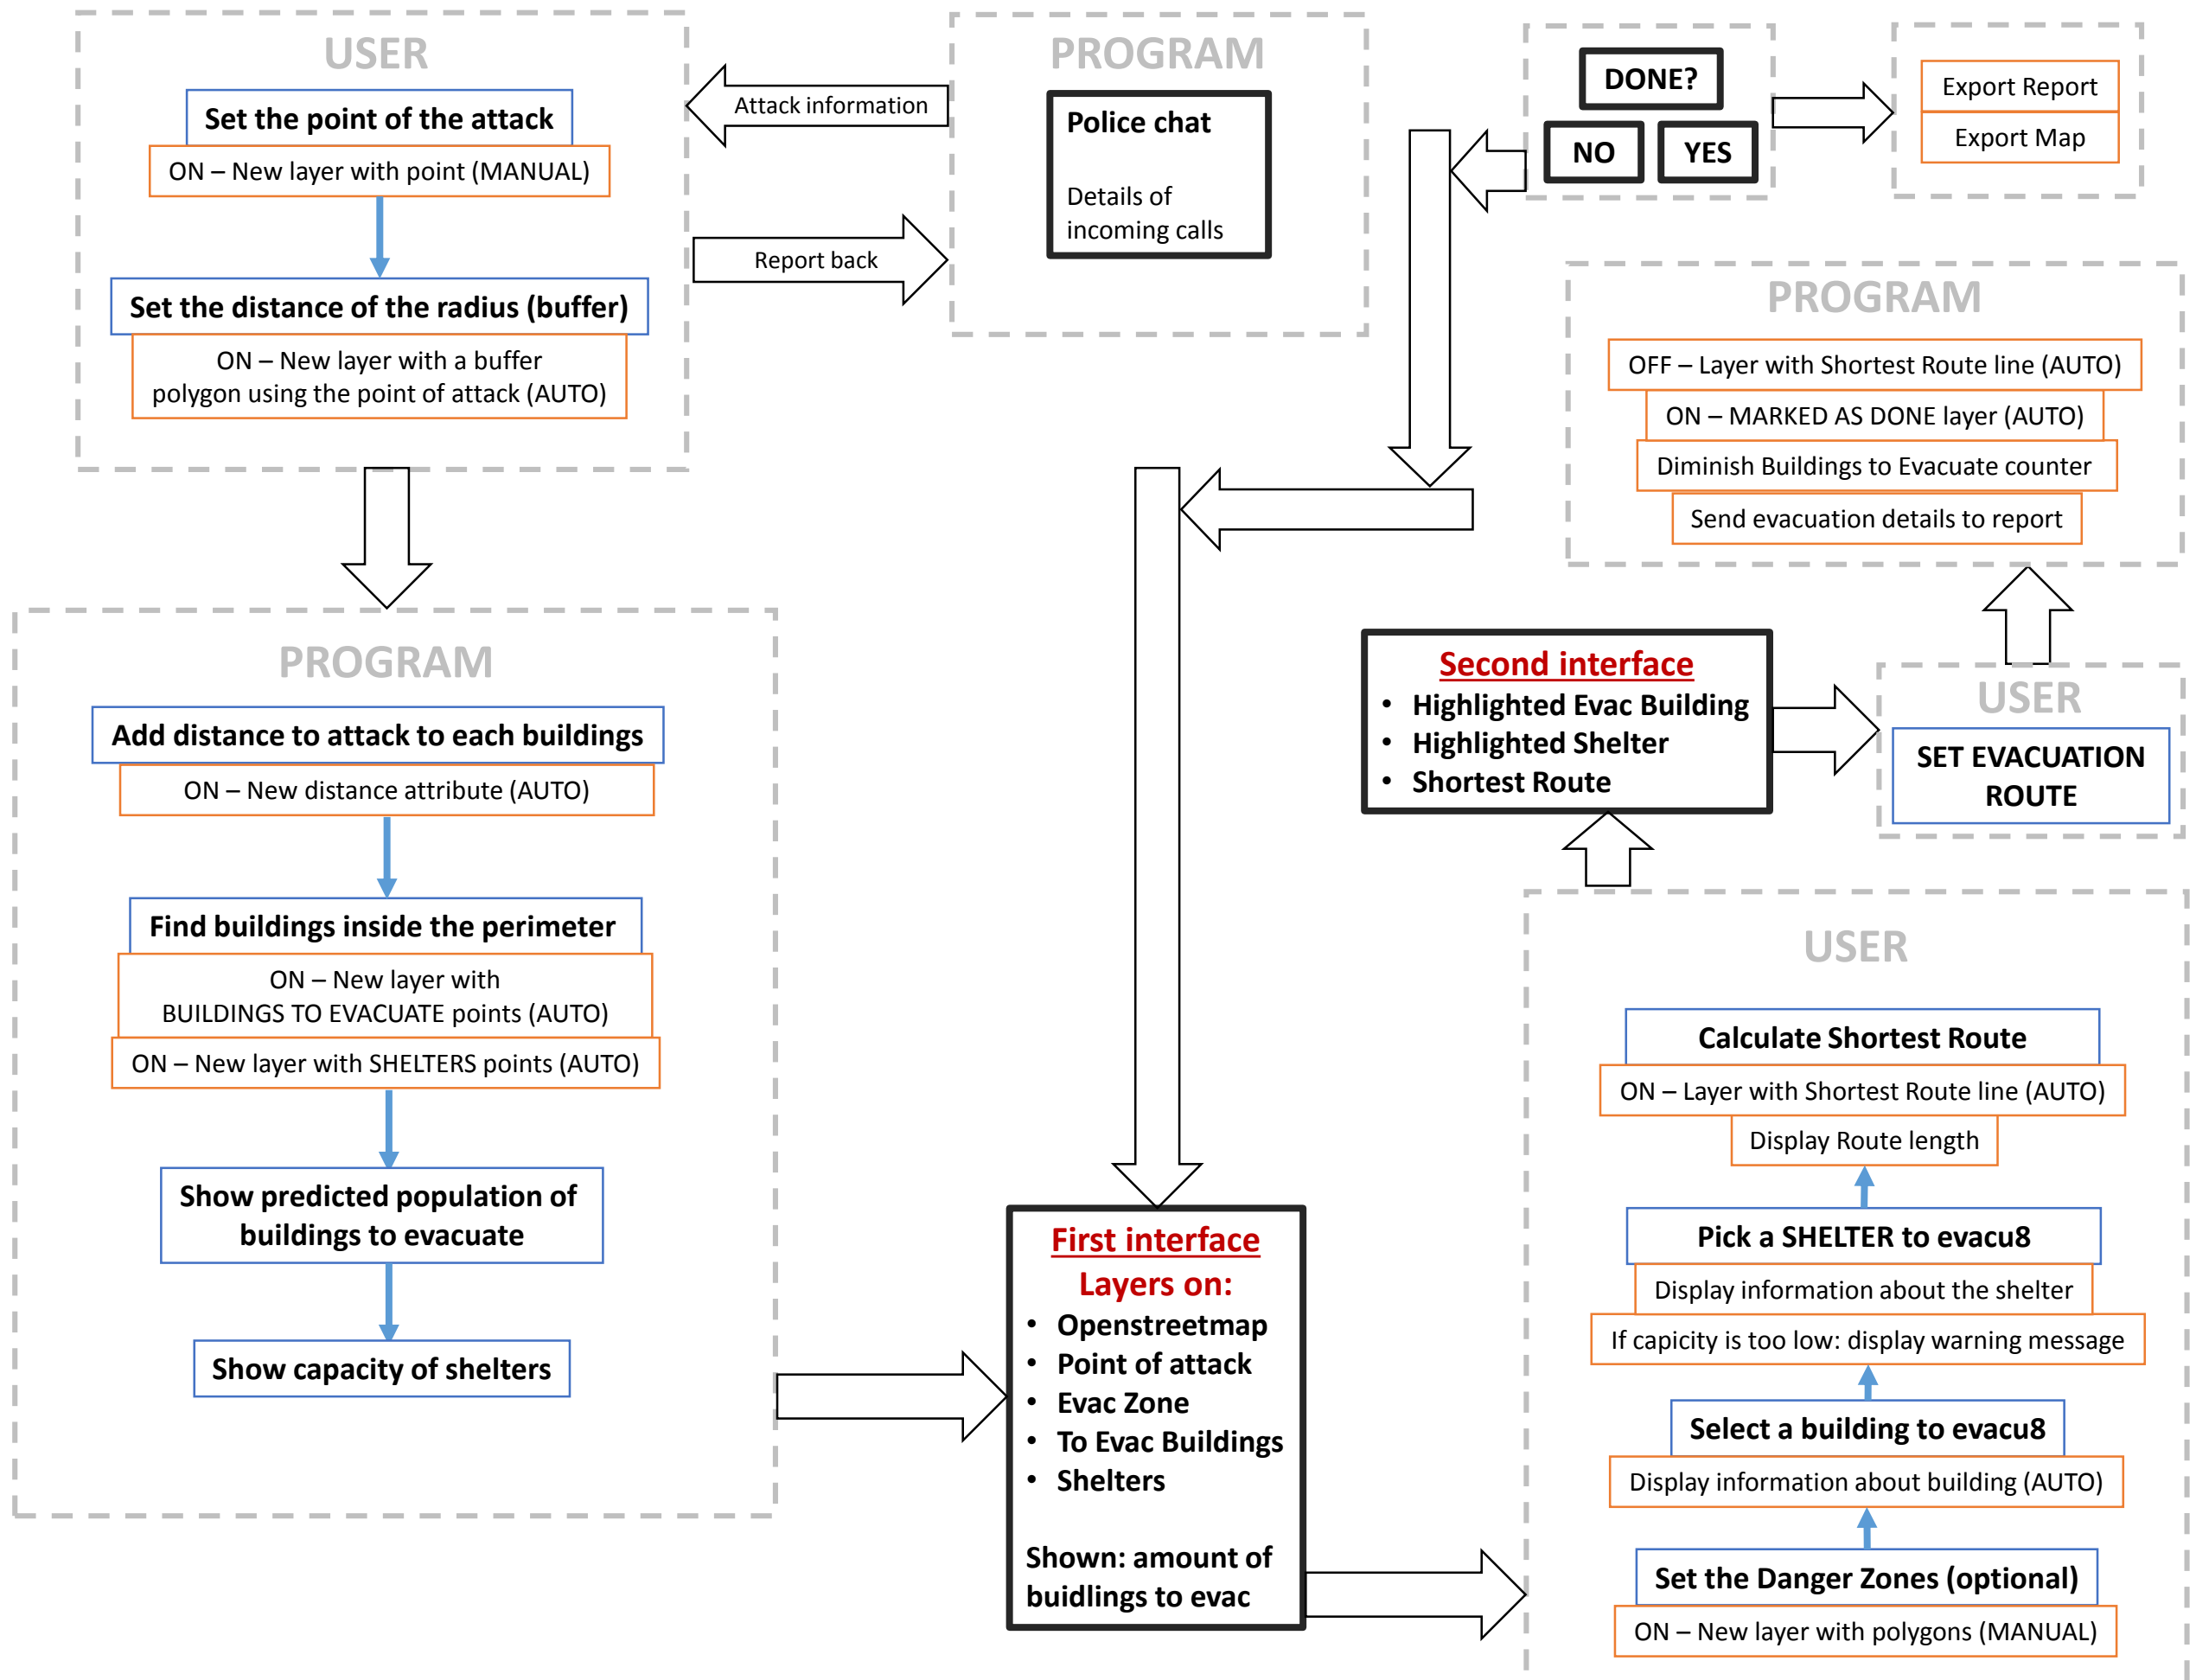 USER
Set the point of the attack
ON – New layer with point (MANUAL)
Set the distance of the radius (buffer)
ON – New layer with a buffer
polygon using the point of attack (AUTO)
Attack information
Report back
PROGRAM
Police chat
Details of
incoming calls
DONE?
NO
YES
Export Report
Export Map
PROGRAM
OFF – Layer with Shortest Route line (AUTO)
ON – MARKED AS DONE layer (AUTO)
Diminish Buildings to Evacuate counter
Send evacuation details to report
PROGRAM
Add distance to attack to each buildings
ON – New distance attribute (AUTO)
Find buildings inside the perimeter
ON – New layer with
BUILDINGS TO EVACUATE points (AUTO)
ON – New layer with SHELTERS points (AUTO)
Show predicted population of
buildings to evacuate
Show capacity of shelters
Second interface
• Highlighted Evac Building
• Highlighted Shelter
• Shortest Route
USER
SET EVACUATION
ROUTE
First interface
Layers on:
• Openstreetmap
• Point of attack
• Evac Zone
• To Evac Buildings
• Shelters
Shown: amount of
buidlings to evac
USER
Calculate Shortest Route
ON – Layer with Shortest Route line (AUTO)
Display Route length
Pick a SHELTER to evacu8
Display information about the shelter
If capicity is too low: display warning message
Select a building to evacu8
Display information about building (AUTO)
Set the Danger Zones (optional)
ON – New layer with polygons (MANUAL)